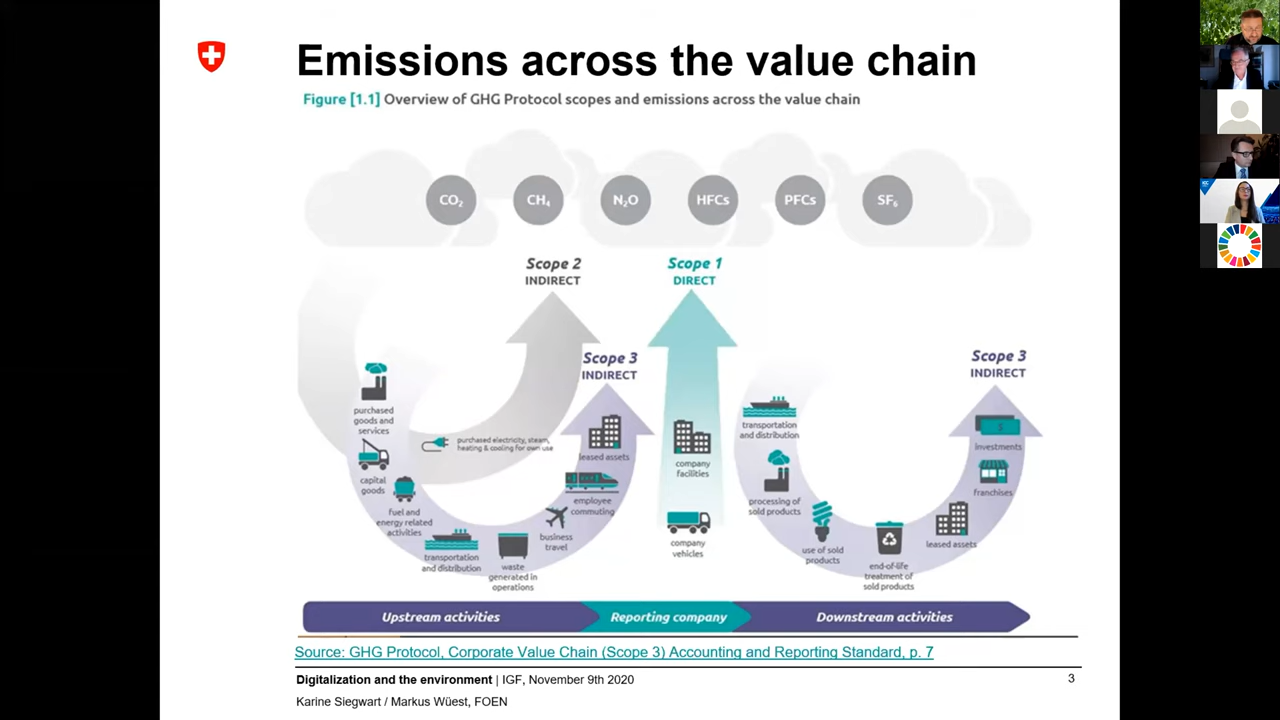 Emissions across the value chain
Figure [1.1] Overview of GHG Protocol scopes and emissions across the value chain
CO₂
CH₄
N₂O
HFCs
PFCs
SF₆
Scope 2
INDIRECT
Scope 1
DIRECT
Scope 3
INDIRECT
Scope 3
INDIRECT
purchased
goods and
services
capital
goods
fuel and
energy related
activities
transportation
and distribution
waste
generated in
operations
business
travel
employee
commuting
leased assets
purchased electricity, steam,
heating & cooling for own use
company
facilities
company
vehicles
transportation
and distribution
processing of
sold products
use of sold
products
end-of-life
treatment of
sold products
leased assets
franchises
investments
$
Upstream activities
Reporting company
Downstream activities
Source: GHG Protocol, Corporate Value Chain (Scope 3) Accounting and Reporting Standard, p. 7
Digitalization and the environment | IGF, November 9th 2020
3
Karine Siegwart / Markus Wüest, FOEN